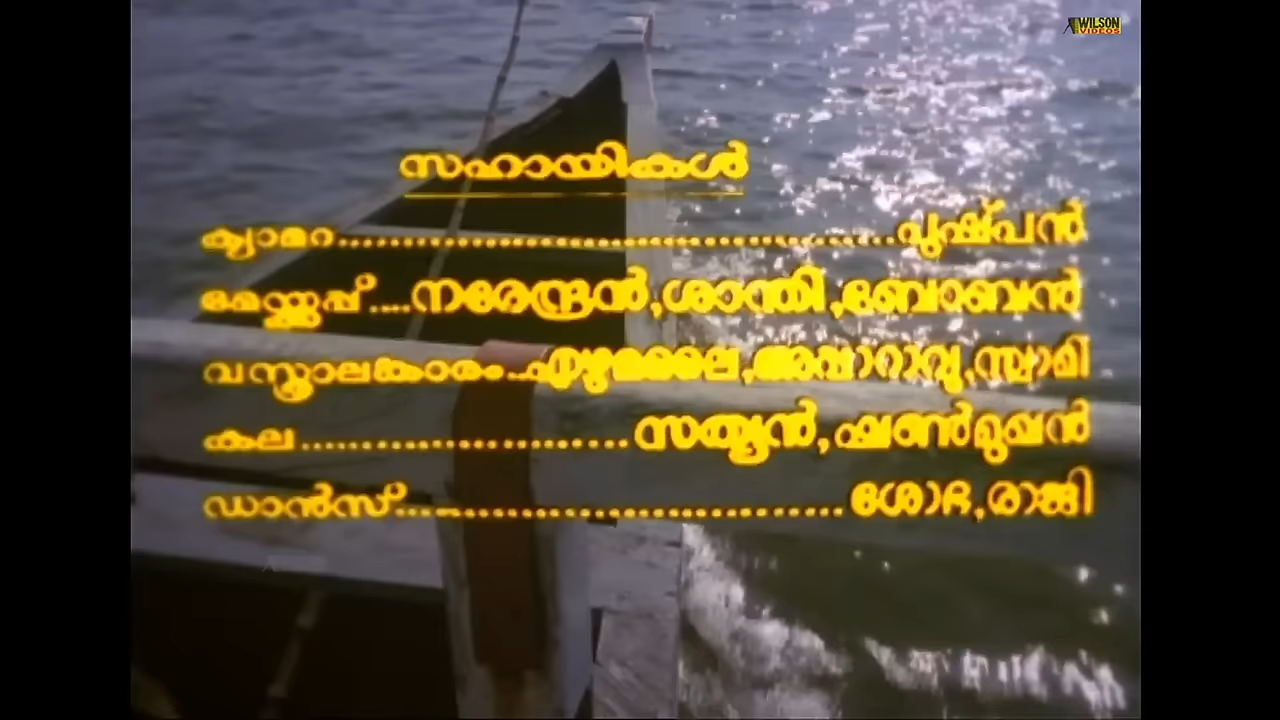 WILSON
VIDEOS
സഹായികൾ
ക്യാമറ..........................................പുഷ്പൻ
മേയ്ക്കപ്പ്....നരേന്ദ്രൻ,ശാന്തി,ബോബൻ
വസ്ത്രാലങ്കാരം...ഏഴുമലൈ,അപ്പാറാവു,സ്വാമി
കല..........................സത്യൻ,ഷൺമുഖൻ
ഡാൻസ്...................................ശോഭ,രാജി